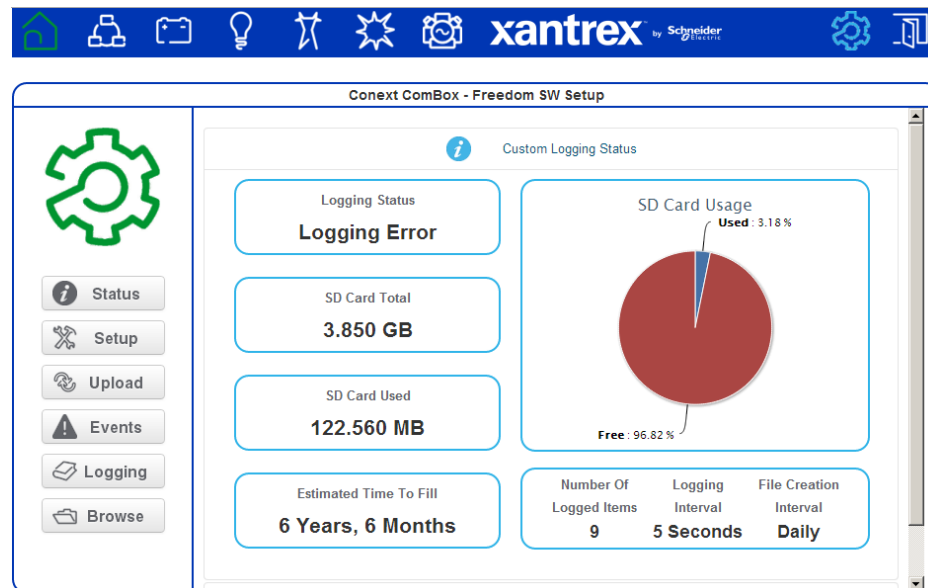 xantrex by Schneider Electric
Conext ComBox - Freedom SW Setup
Custom Logging Status
Status
Setup
Upload
Events
Logging
Browse
Logging Status
Logging Error
SD Card Total
3.850 GB
SD Card Used
122.560 MB
Estimated Time To Fill
6 Years, 6 Months
SD Card Usage
Used : 3.18 %
Free : 96.82 %
Number Of Logging File Creation
Logged Items Interval Interval
9 5 Seconds Daily